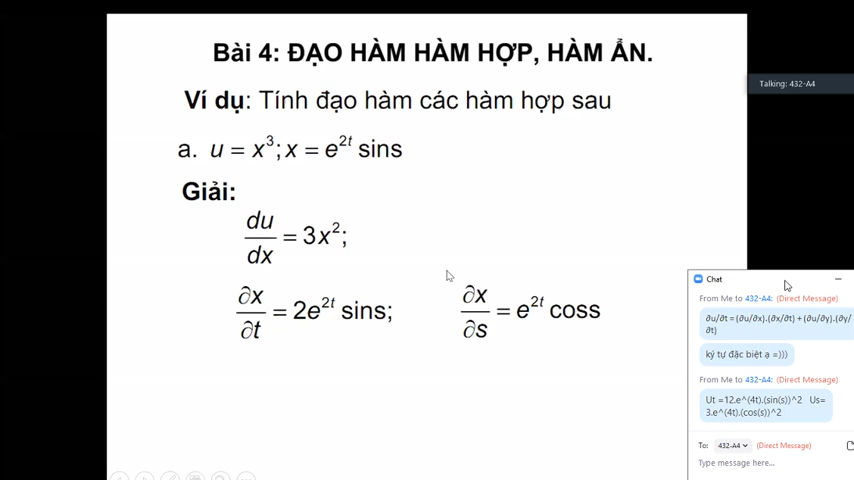 Bài 4: ĐẠO HÀM HÀM HỢP, HÀM ẨN.
Talking: 432-A4
Ví dụ: Tính đạo hàm các hàm hợp sau
a. u = x³; x = e²ᵗ sins
Giải:
du/dx = 3x²;
∂x/∂t = 2e²ᵗ sins; ∂x/∂s = e²ᵗ coss
Chat
From Me to 432-A4: (Direct Message)
∂u/∂t = (∂u/∂x).(∂x/∂t) + (∂u/∂y).(∂y/
∂t)
ký tự đặc biệt ạ =)))
From Me to 432-A4: (Direct Message)
Ut =12.e^(4t).(sin(s))^2 Us=
3.e^(4t).(cos(s))^2
To: 432-A4 (Direct Message)
Type message here...